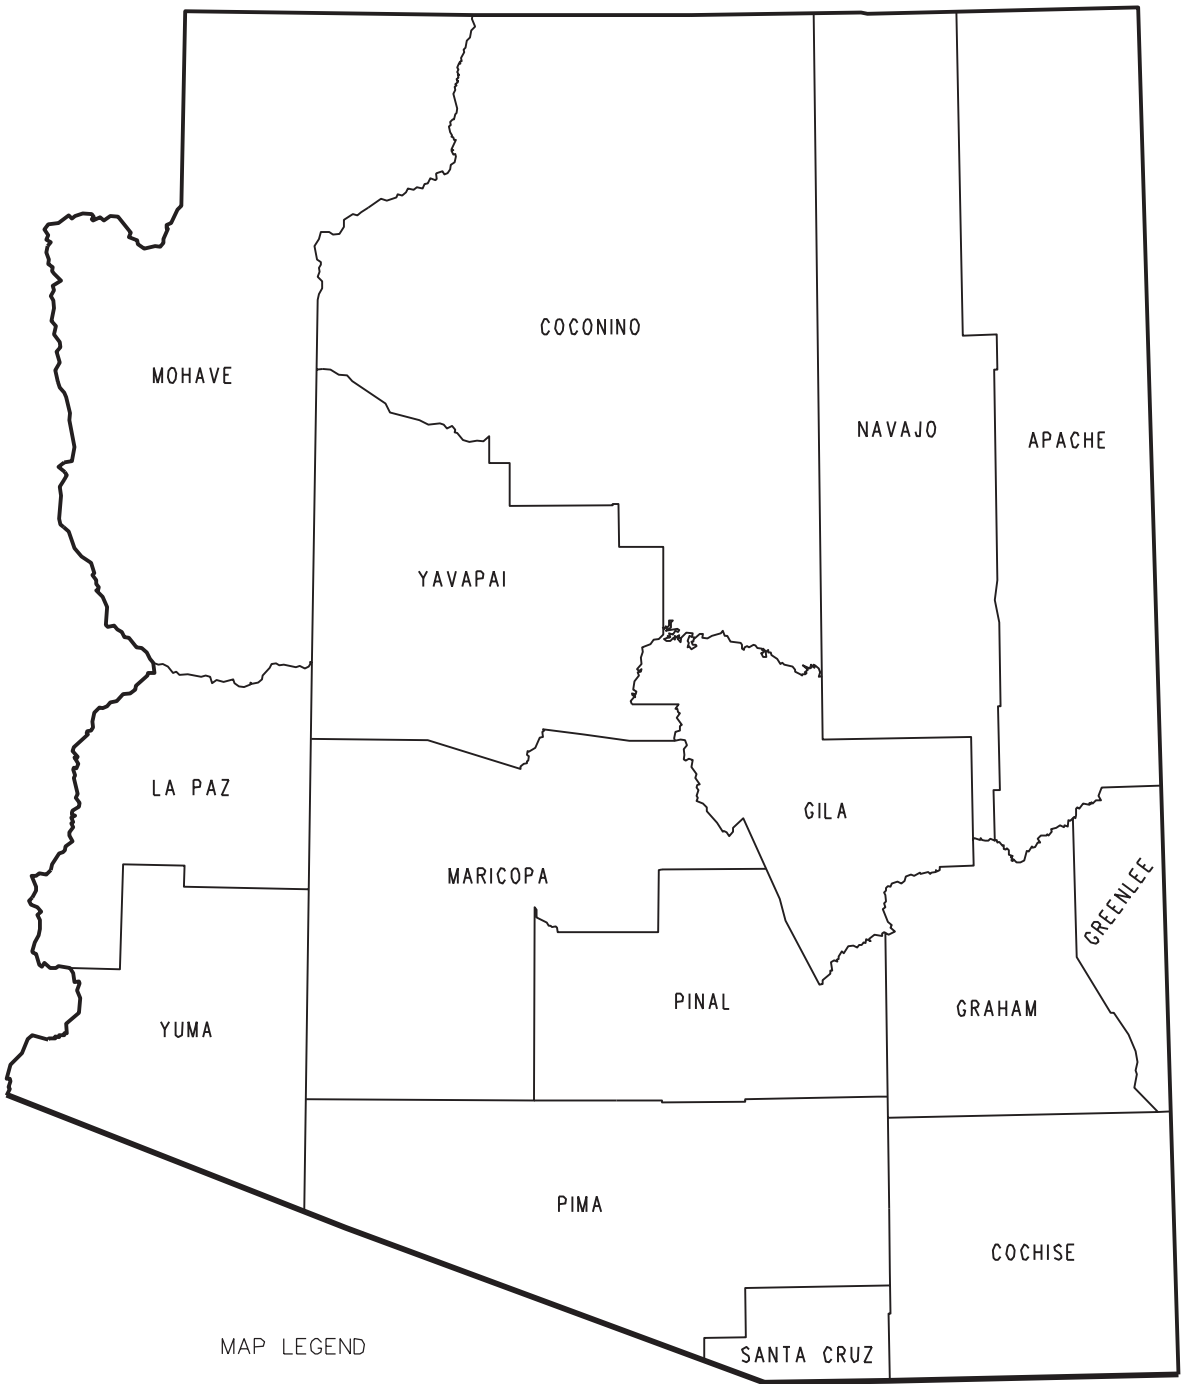 COCONINO
MOHAVE
NAVAJO
APACHE
YAVAPAI
LA PAZ
GILA
MARICOPA
GREENLEE
PINAL
GRAHAM
YUMA
PIMA
COCHISE
MAP LEGEND
SANTA CRUZ